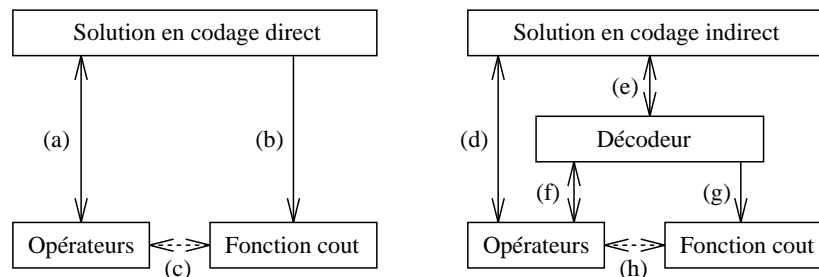 Solution en codage direct
(a)
(b)
Opérateurs
Fonction cout
(c)
Solution en codage indirect
(e)
(d)
Décodeur
(f)
(g)
Opérateurs
Fonction cout
(h)